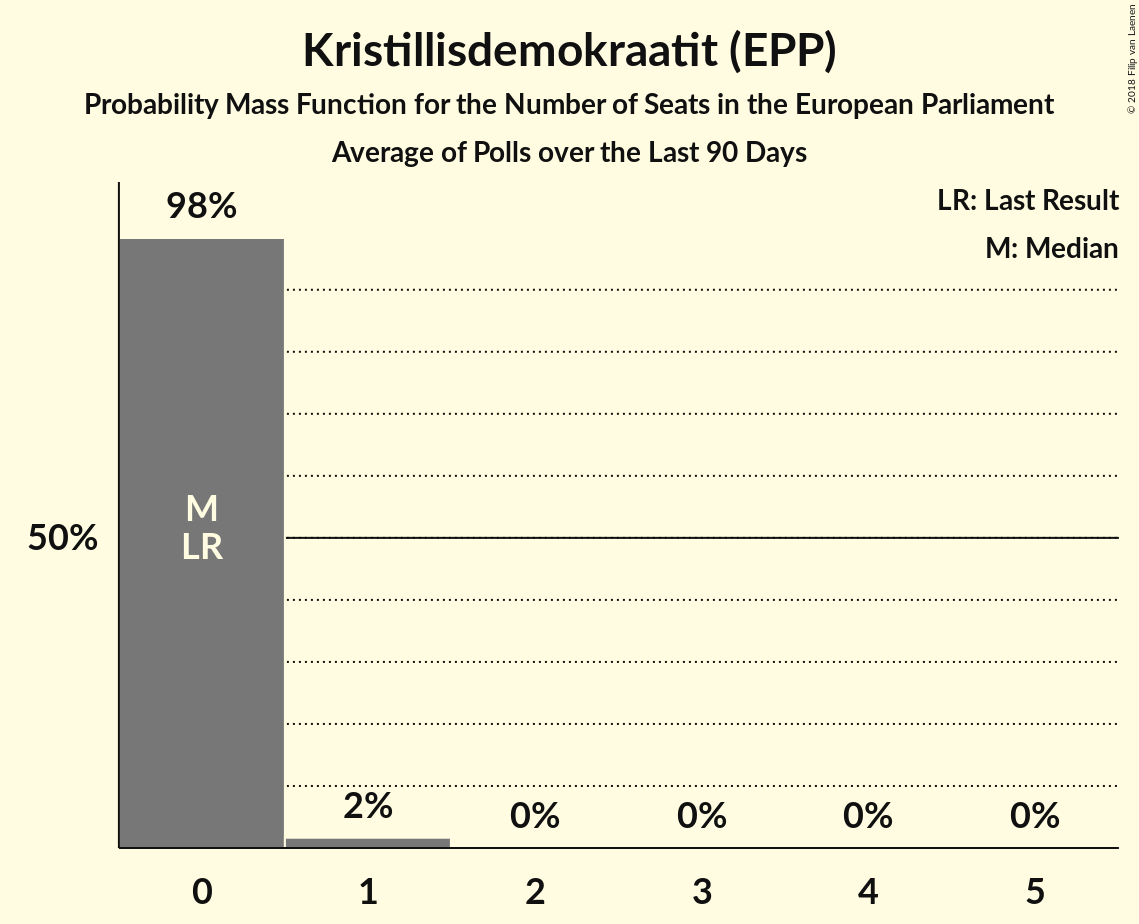 Kristillisdemokraatit (EPP)
Probability Mass Function for the Number of Seats in the European Parliament
Average of Polls over the Last 90 Days
© 2018 Filip van Laenen
LR: Last Result
M: Median
98%
M
LR
50%
2%
0%
0%
0%
0%
0
1
2
3
4
5